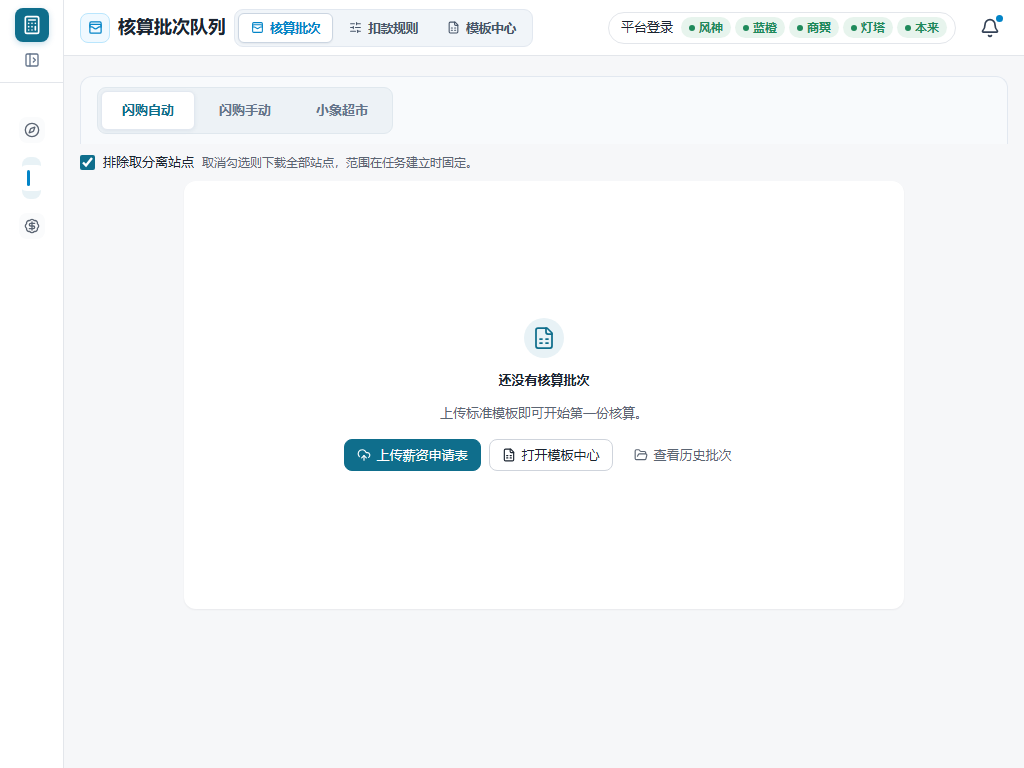 核算批次队列
核算批次
扣款规则
模板中心
平台登录
风神
蓝橙
商巽
灯塔
本来
闪购自动
闪购手动
小象超市
排除取分离站点 取消勾选则下载全部站点，范围在任务建立时固定。
还没有核算批次
上传标准模板即可开始第一份核算。
上传薪资申请表
打开模板中心
查看历史批次